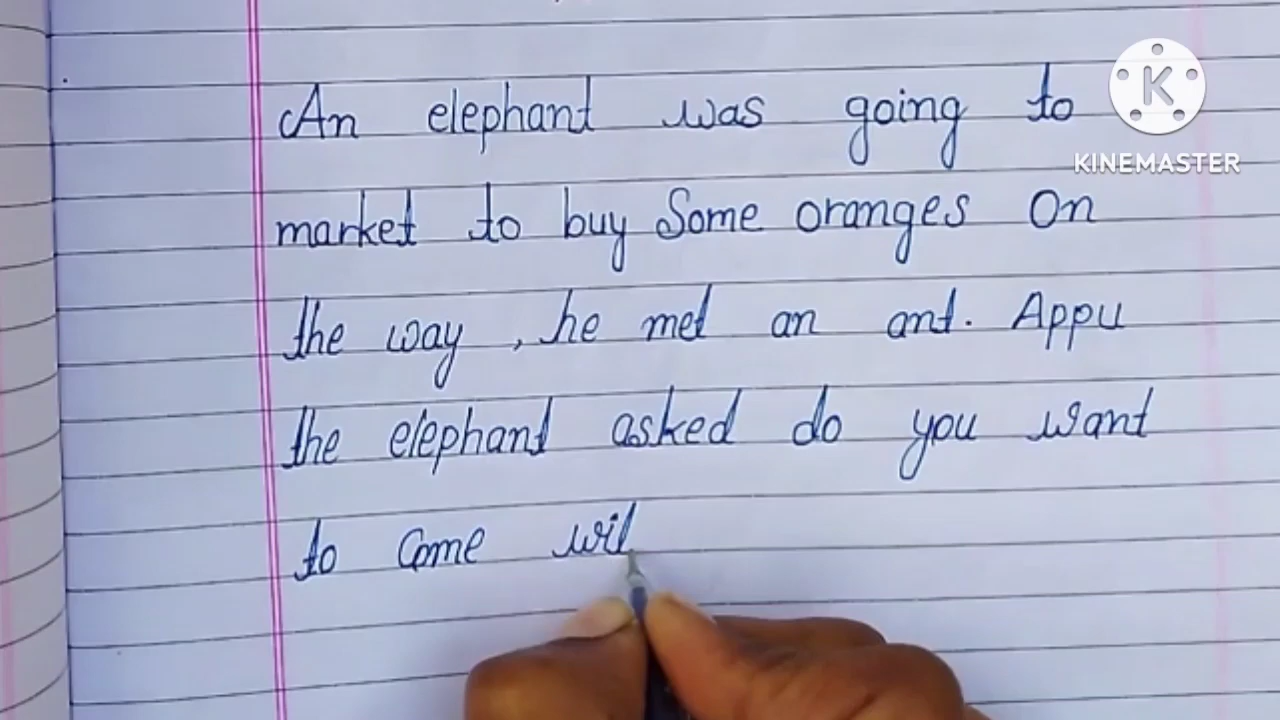 An elephant was going to
market to buy Some oranges On
the way , he met an ant. Appu
the elephant asked do you want
to Come wil
K
KINEMASTER